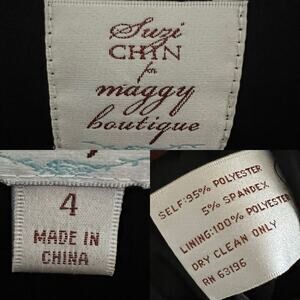 Suzi
CHIN
for
maggy
boutique
4
MADE IN
CHINA
SELF: 95% POLYESTER
5% SPANDEX
LINING: 100% POLYESTER
DRY CLEAN ONLY
RN 63196